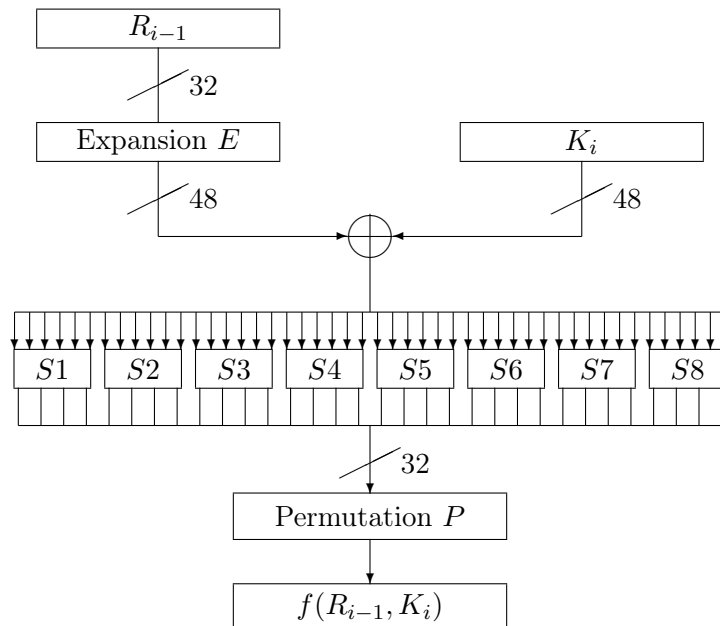 R_{i−1}
32
Expansion E
K_i
48
48
S1 S2 S3 S4 S5 S6 S7 S8
32
Permutation P
f(R_{i−1}, K_i)